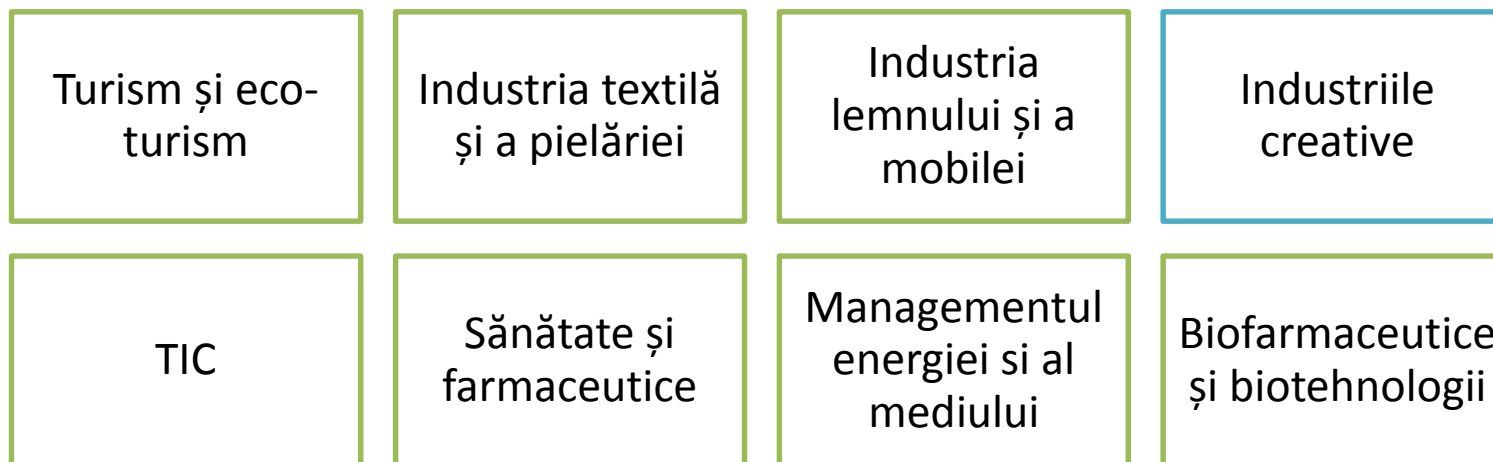 Turism și eco-
turism
Industria textilă
și a pielăriei
Industria
lemnului și a
mobilei
Industriile
creative
TIC
Sănătate și
farmaceutice
Managementul
energiei si al
mediului
Biofarmaceutice
și biotehnologii